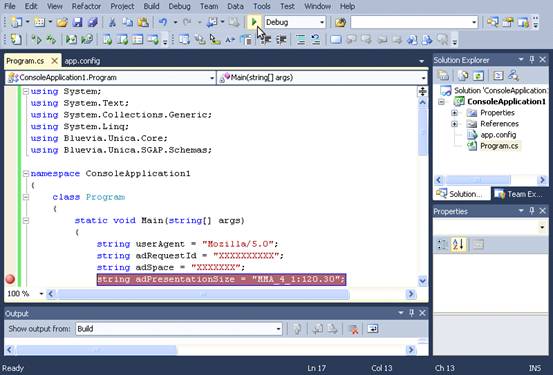 File Edit View Refactor Project Build Debug Team Data Tools Test Window Help
Debug
Program.cs app.config
ConsoleApplication1.Program Main(string[] args)
using System;
using System.Text;
using System.Collections.Generic;
using System.Linq;
using Bluevia.Unica.Core;
using Bluevia.Unica.SGAP.Schemas;
namespace ConsoleApplication1
{
class Program
{
static void Main(string[] args)
{
string userAgent = "Mozilla/5.0";
string adRequestId = "XXXXXXXXXX";
string adSpace = "XXXXXXX";
string adPresentationSize = "MMA_4_1:120.30";
100 %
Output
Show output from: Build
Solution Explorer
Solution 'ConsoleApplication1
ConsoleApplication1
Properties
References
app.config
Program.cs
Solution... Team Ex...
Properties
Ready Ln 17 Col 13 Ch 13 INS